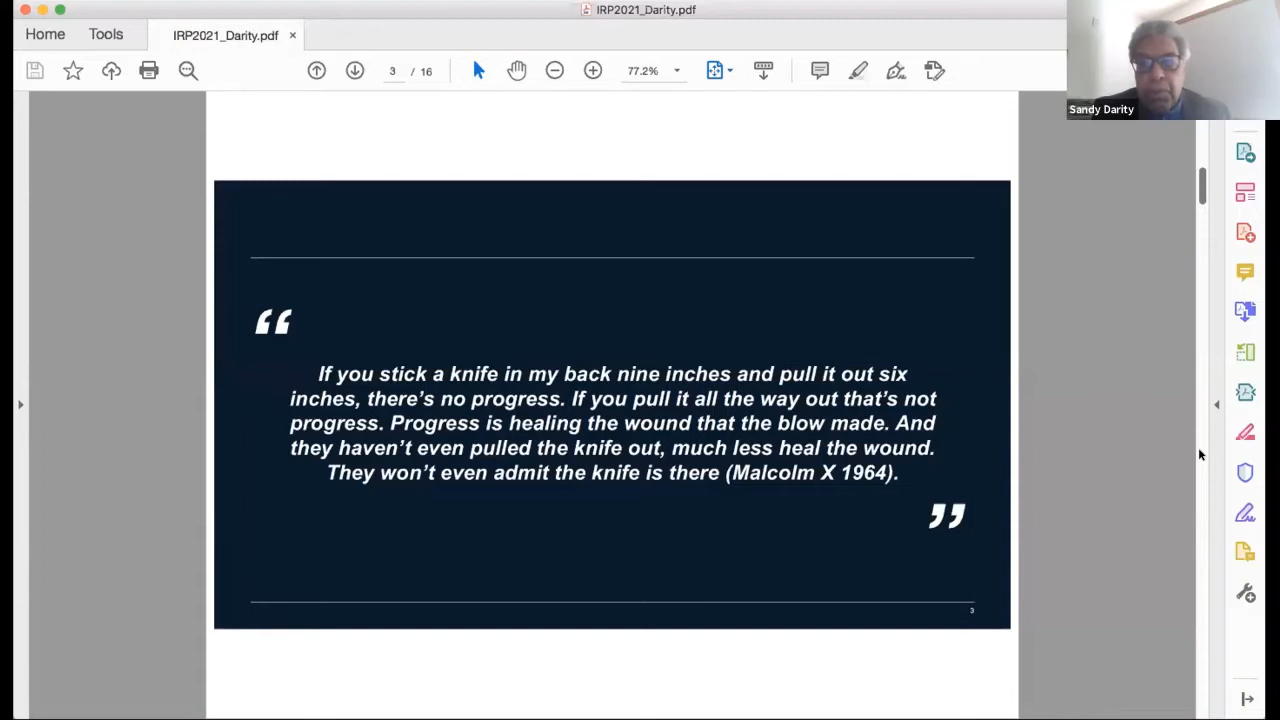 IRP2021_Darity.pdf
Home
Tools
IRP2021_Darity.pdf ×
3 / 16
77.2%
Sandy Darity
“
If you stick a knife in my back nine inches and pull it out six
inches, there’s no progress. If you pull it all the way out that’s not
progress. Progress is healing the wound that the blow made. And
they haven’t even pulled the knife out, much less heal the wound.
They won’t even admit the knife is there (Malcolm X 1964).
”
3